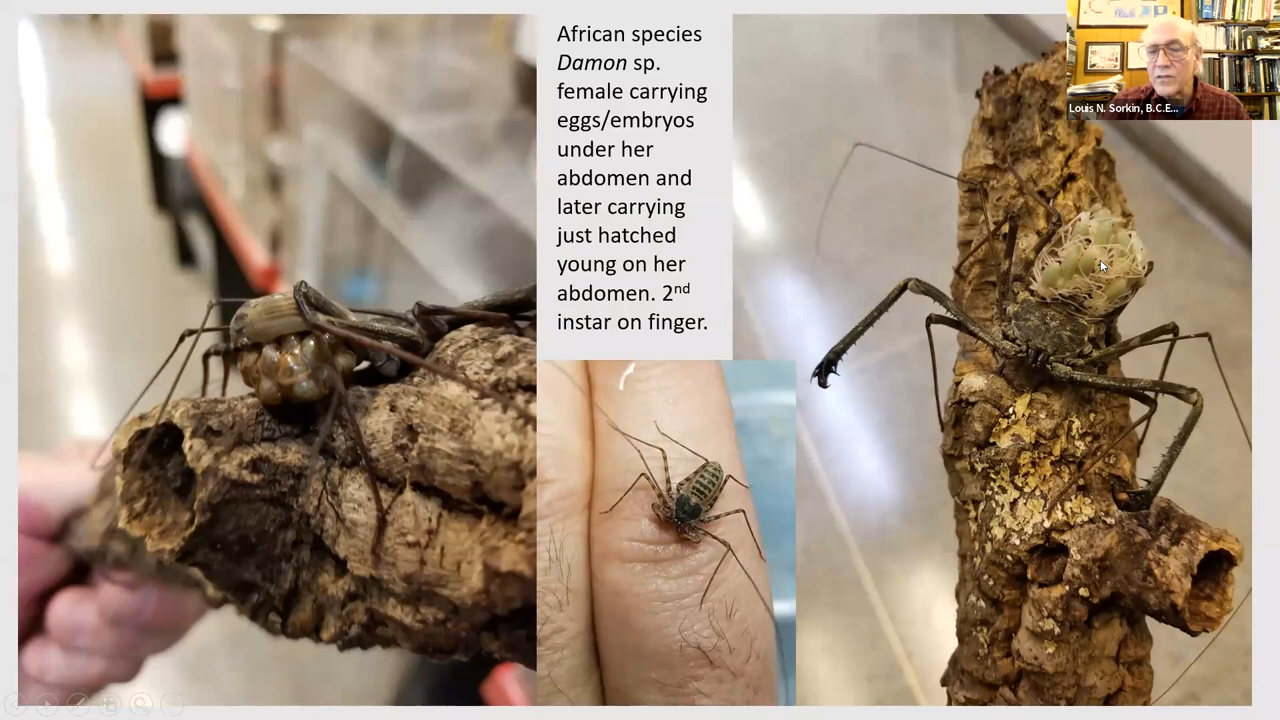 African species
Damon sp.
female carrying
eggs/embryos
under her
abdomen and
later carrying
just hatched
young on her
abdomen. 2nd
instar on finger.
Louis N. Sorkin, B.C.E...